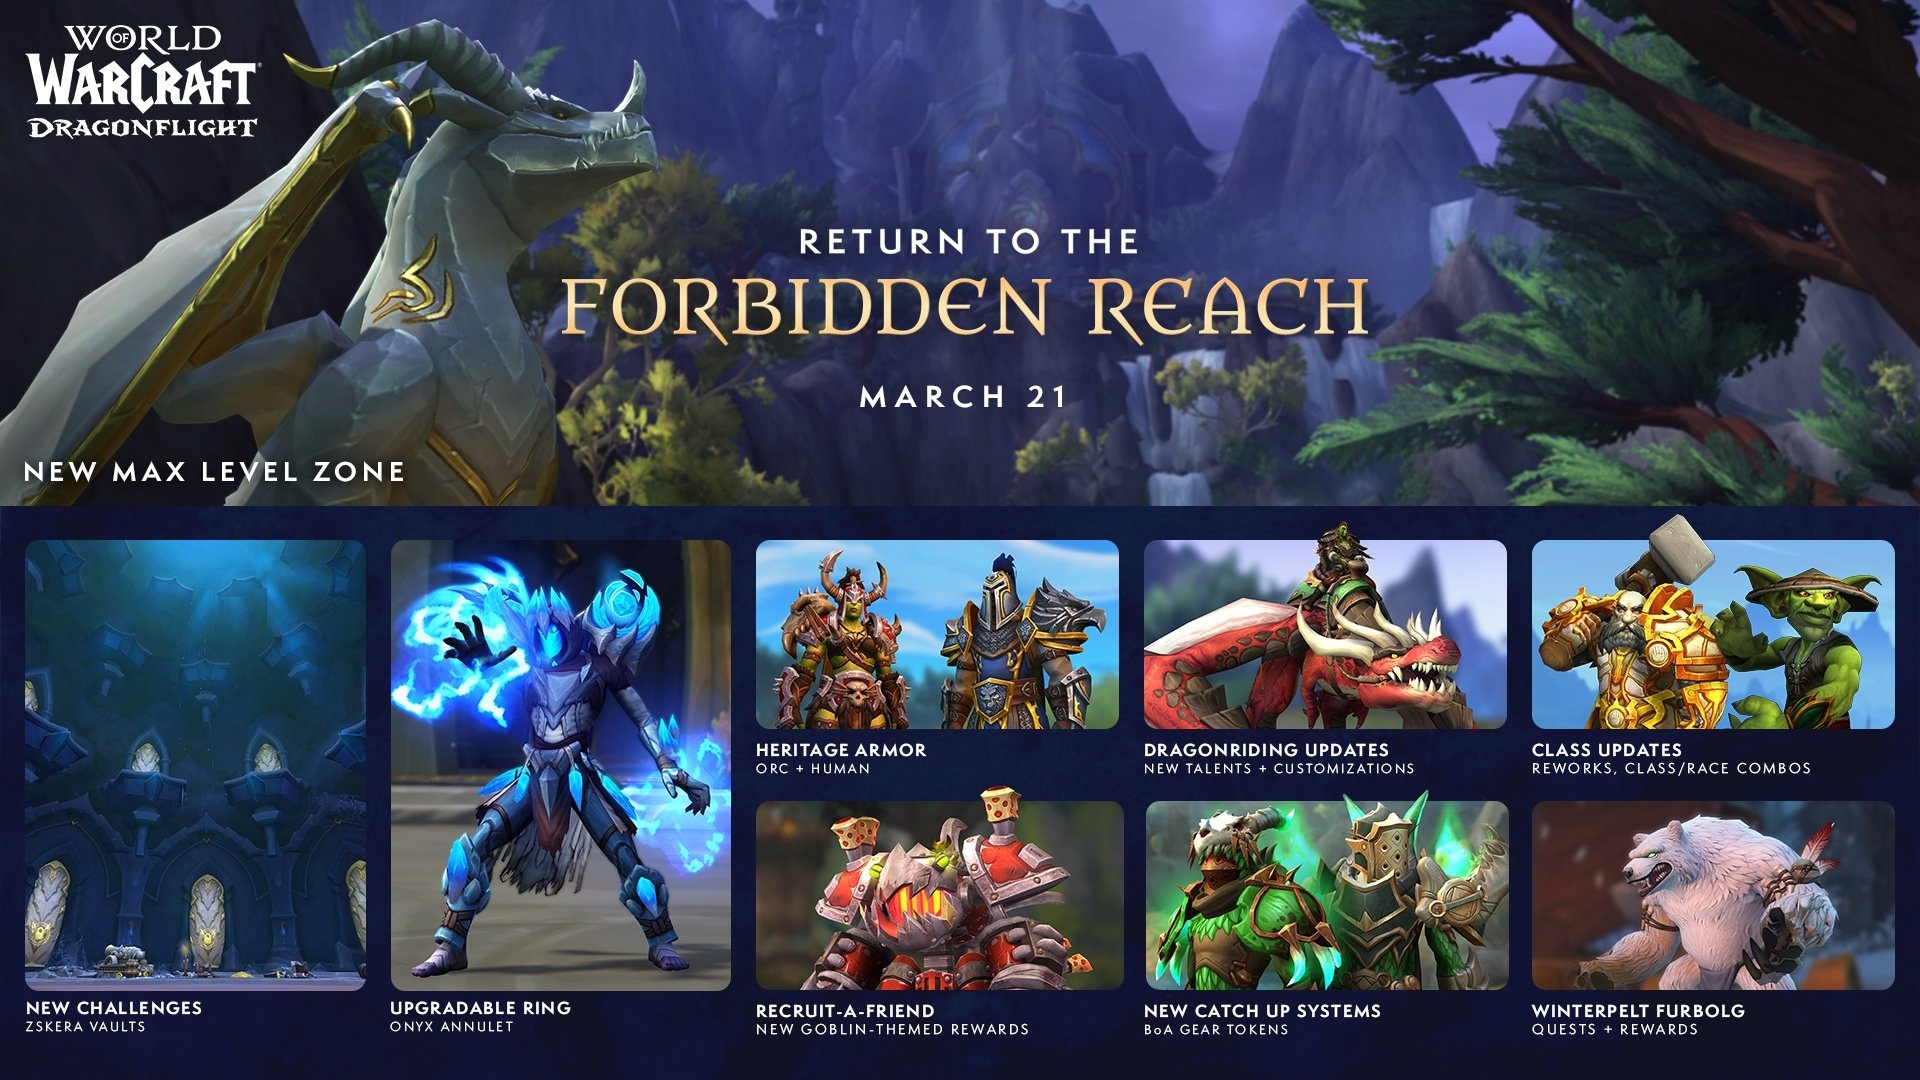 WORLD OF
WARCRAFT
DRAGONFLIGHT
RETURN TO THE
FORBIDDEN REACH
MARCH 21
NEW MAX LEVEL ZONE
HERITAGE ARMOR
ORC + HUMAN
DRAGONRIDING UPDATES
NEW TALENTS + CUSTOMIZATIONS
CLASS UPDATES
REWORKS, CLASS/RACE COMBOS
NEW CHALLENGES
ZSKERA VAULTS
UPGRADABLE RING
ONYX ANNULET
RECRUIT-A-FRIEND
NEW GOBLIN-THEMED REWARDS
NEW CATCH UP SYSTEMS
BoA GEAR TOKENS
WINTERPELT FURBOLG
QUESTS + REWARDS